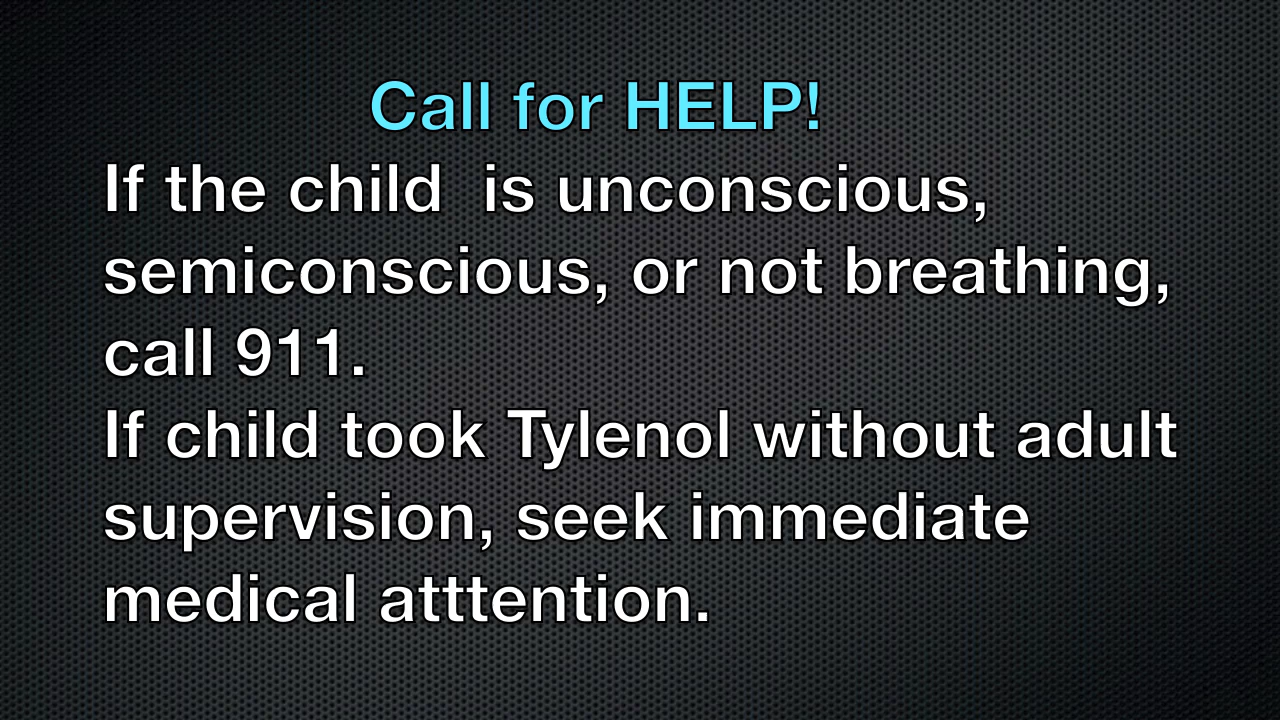 Call for HELP!
If the child  is unconscious,
semiconscious, or not breathing,
call 911.
If child took Tylenol without adult
supervision, seek immediate
medical atttention.